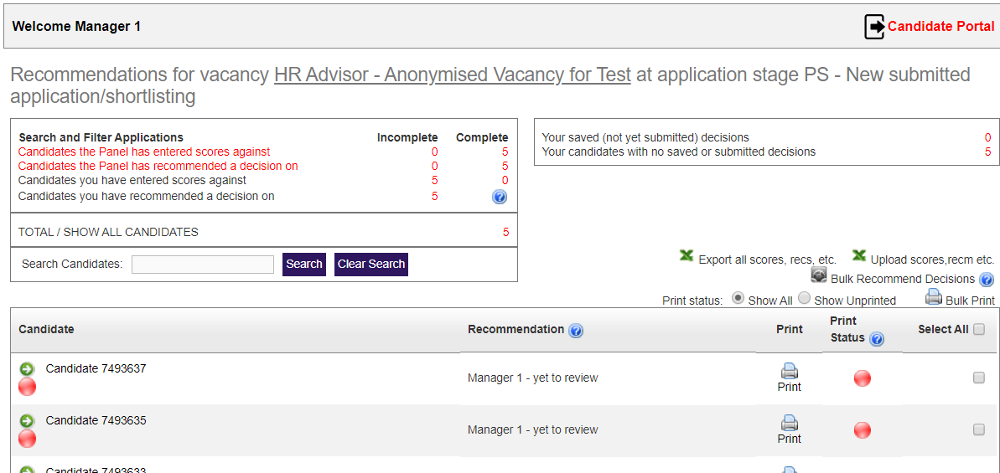 Welcome Manager 1
Candidate Portal
Recommendations for vacancy HR Advisor - Anonymised Vacancy for Test at application stage PS - New submitted
application/shortlisting
Search and Filter Applications Incomplete Complete
Candidates the Panel has entered scores against 0 5
Candidates the Panel has recommended a decision on 0 5
Candidates you have entered scores against 5 0
Candidates you have recommended a decision on 5 ?
TOTAL / SHOW ALL CANDIDATES 5
Search Candidates: Search Clear Search
Your saved (not yet submitted) decisions 0
Your candidates with no saved or submitted decisions 5
Export all scores, recs, etc. Upload scores,recm etc.
Bulk Recommend Decisions ?
Print status: Show All Show Unprinted Bulk Print
Candidate Recommendation ? Print Print Status ? Select All
Candidate 7493637
Manager 1 - yet to review Print
Candidate 7493635
Manager 1 - yet to review Print
Candidate 7493633